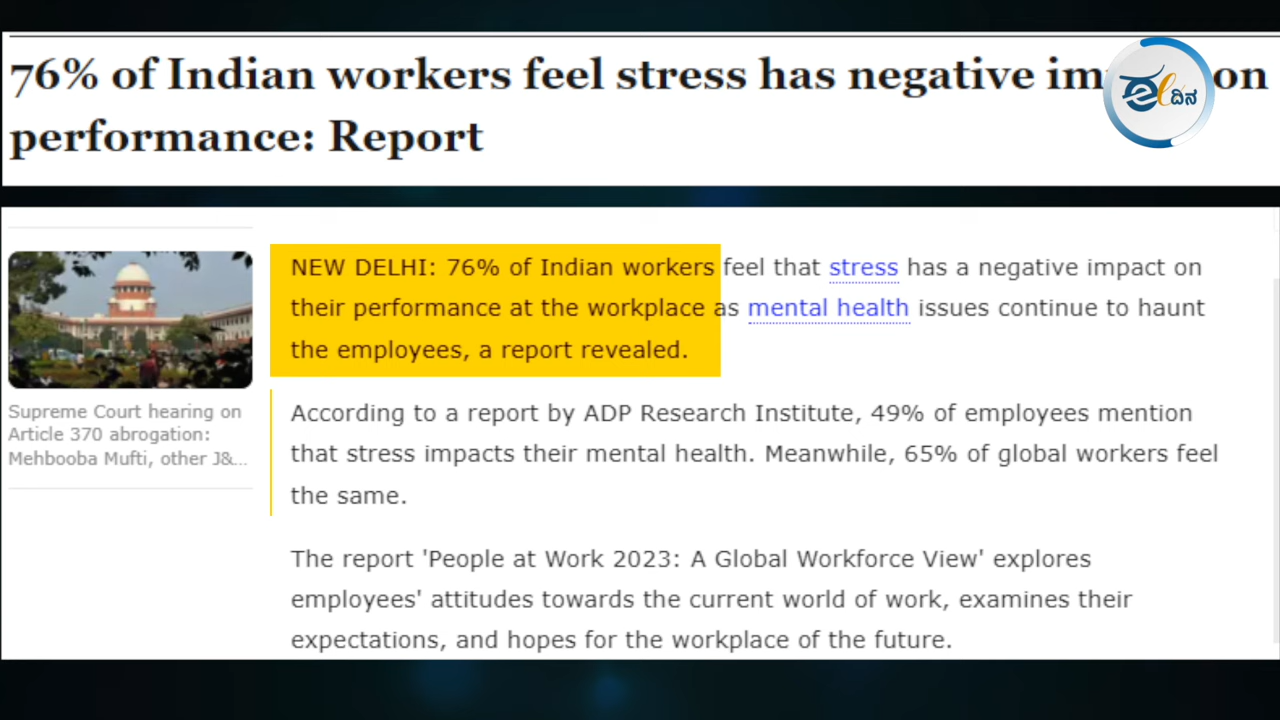 76% of Indian workers feel stress has negative im on
performance: Report
eಲ ದಿನ
NEW DELHI: 76% of Indian workers feel that stress has a negative impact on
their performance at the workplace as mental health issues continue to haunt
the employees, a report revealed.
Supreme Court hearing on
Article 370 abrogation:
Mehbooba Mufti, other J&...
According to a report by ADP Research Institute, 49% of employees mention
that stress impacts their mental health. Meanwhile, 65% of global workers feel
the same.
The report 'People at Work 2023: A Global Workforce View' explores
employees' attitudes towards the current world of work, examines their
expectations, and hopes for the workplace of the future.